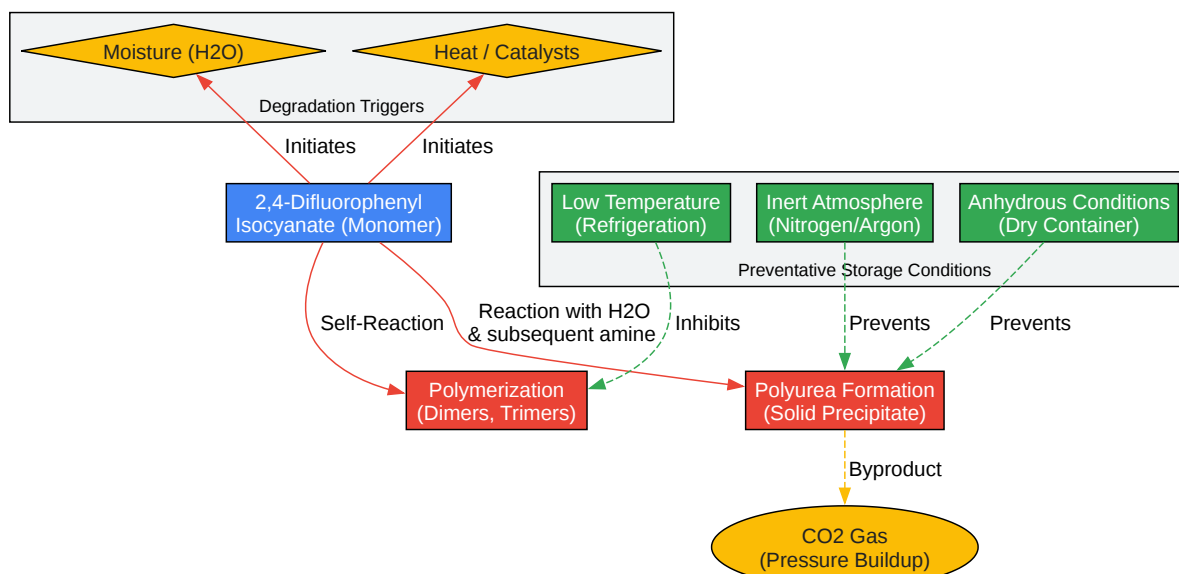 Moisture (H2O)
Heat / Catalysts
Degradation Triggers
Initiates
Initiates
2,4-Difluorophenyl
Isocyanate (Monomer)
Low Temperature
(Refrigeration)
Inert Atmosphere
(Nitrogen/Argon)
Anhydrous Conditions
(Dry Container)
Preventative Storage Conditions
Self-Reaction
Reaction with H2O
& subsequent amine
Inhibits
Prevents
Prevents
Polymerization
(Dimers, Trimers)
Polyurea Formation
(Solid Precipitate)
Byproduct
CO2 Gas
(Pressure Buildup)